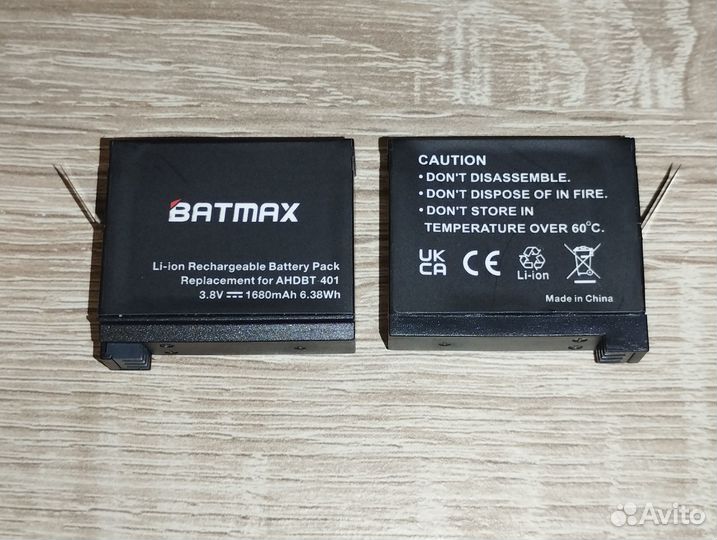 BATMAX
Li-ion Rechargeable Battery Pack
Replacement for AHDBT 401
3.8V 1680mAh 6.38Wh
CAUTION
• DON'T DISASSEMBLE.
• DON'T DISPOSE OF IN FIRE.
• DON'T STORE IN
TEMPERATURE OVER 60°C.
UK
CA
CE
Li-ion
Made in China
Avito